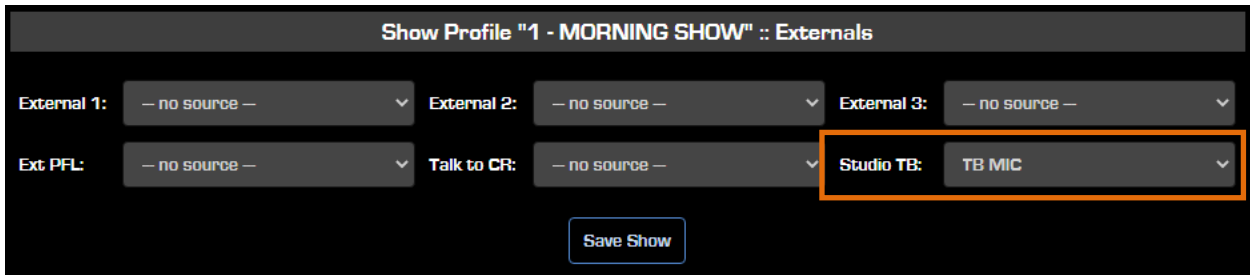 Show Profile "1 - MORNING SHOW" :: Externals
External 1: — no source — External 2: — no source — External 3: — no source —
Ext PFL: — no source — Talk to CR: — no source — Studio TB: TB MIC
Save Show